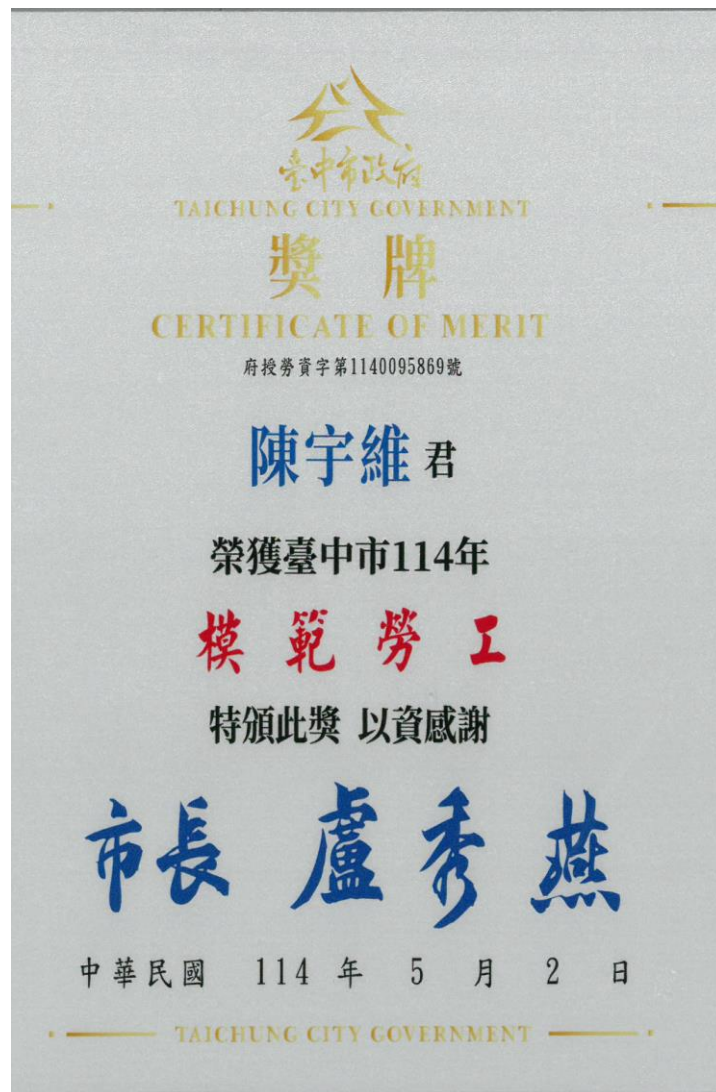 臺中市政府
TAICHUNG CITY GOVERNMENT
獎牌
CERTIFICATE OF MERIT
府授勞資字第1140095869號
陳宇維 君
榮獲臺中市114年
模範勞工
特頒此獎 以資感謝
市長 盧秀燕
中華民國 114 年 5 月 2 日
TAICHUNG CITY GOVERNMENT